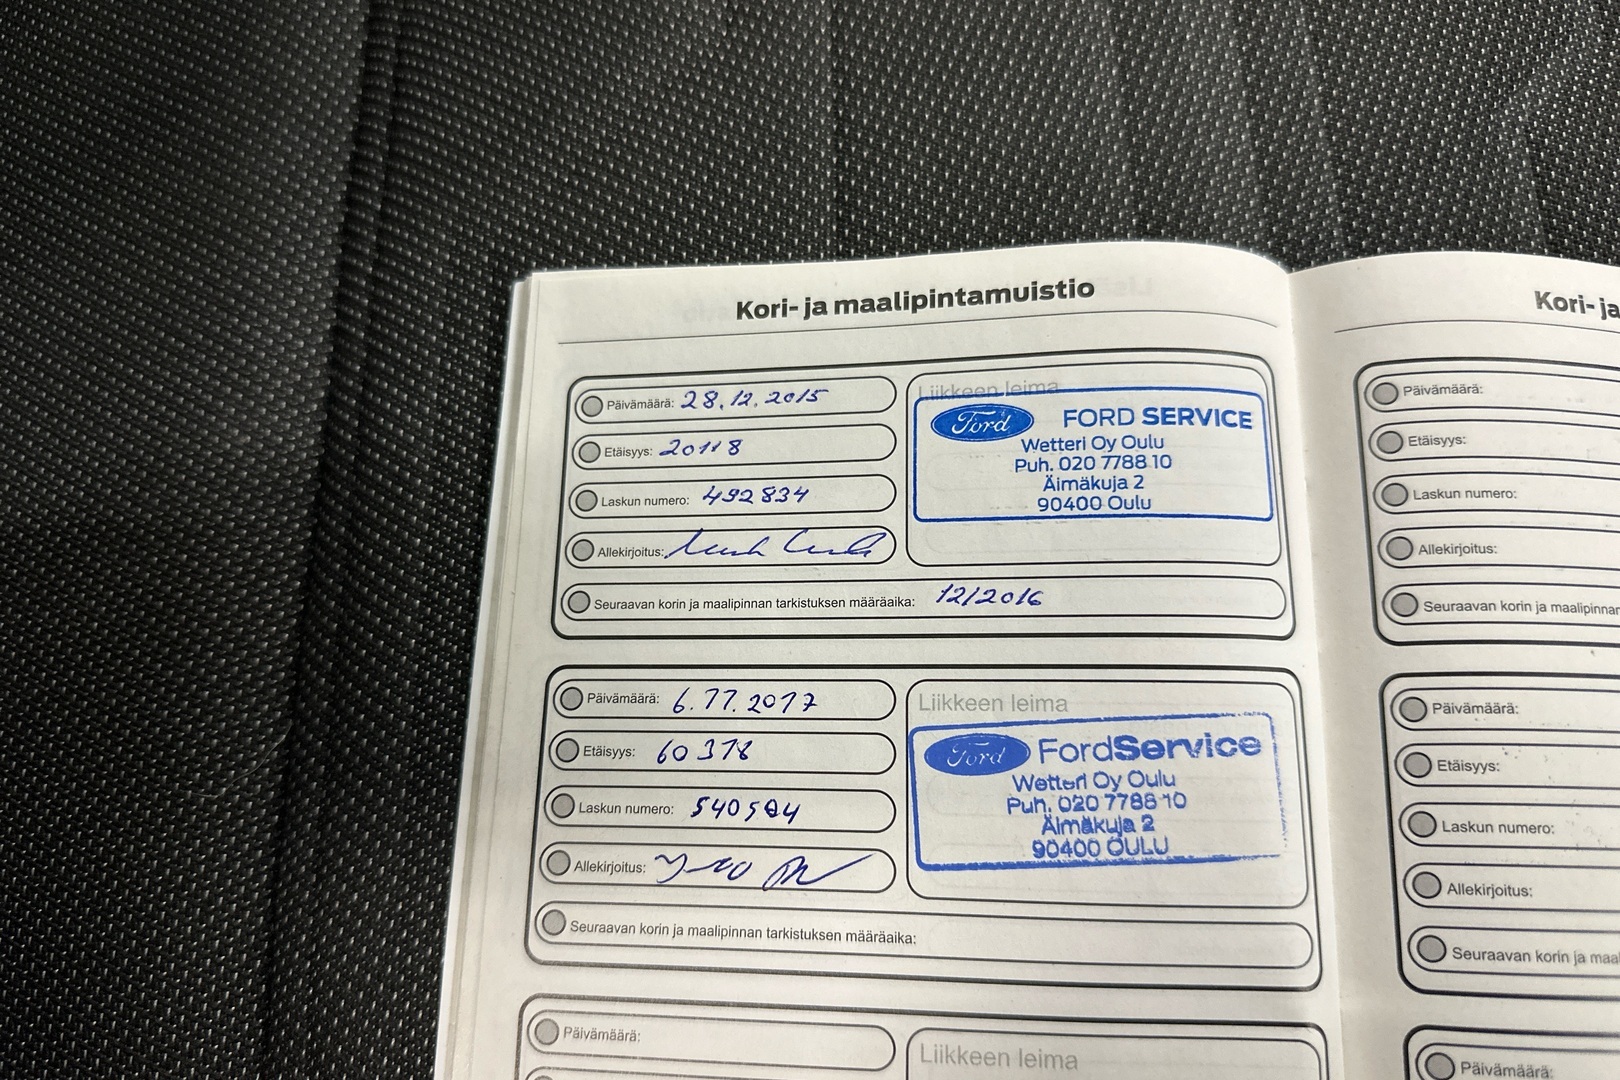 Kori- ja maalipintamuistio
Päivämäärä: 28.12.2015
Etäisyys: 20118
Laskun numero: 492834
Allekirjoitus:
Seuraavan korin ja maalipinnan tarkistuksen määräaika: 12/2016
Liikkeen leima
Ford FORD SERVICE
Wetteri Oy Oulu
Puh. 020 7788 10
Äimäkuja 2
90400 Oulu
Päivämäärä: 6.11.2017
Etäisyys: 60318
Laskun numero: 540504
Allekirjoitus:
Seuraavan korin ja maalipinnan tarkistuksen määräaika:
Liikkeen leima
Ford FordService
Wetteri Oy Oulu
Puh. 020 7788 10
Äimäkuja 2
90400 OULU
Päivämäärä:
Liikkeen leima
Kori- ja
Päivämäärä:
Etäisyys:
Laskun numero:
Allekirjoitus:
Seuraavan korin ja maalipinnan
Päivämäärä:
Etäisyys:
Laskun numero:
Allekirjoitus:
Seuraavan korin ja maal
Päivämäärä: